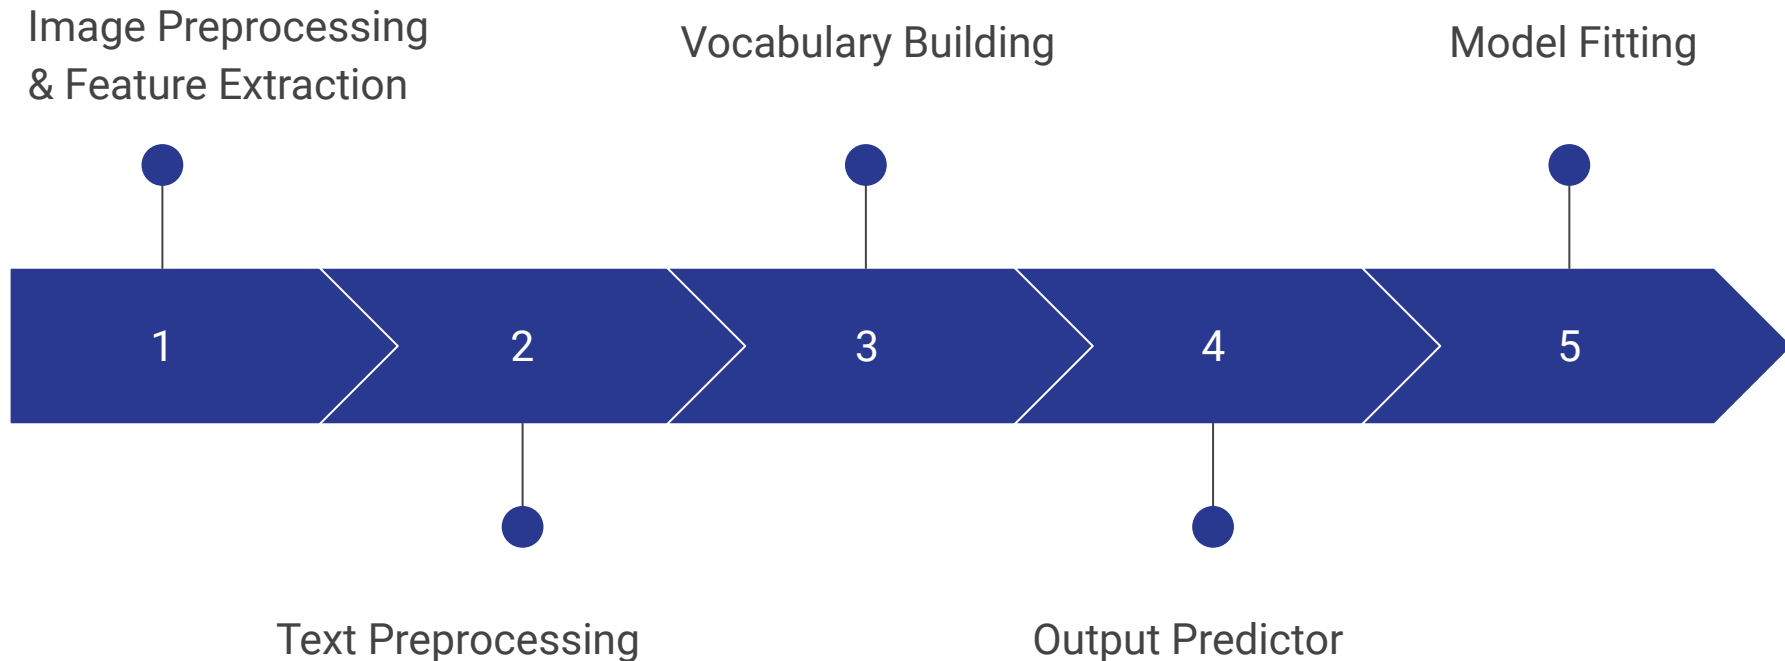 Image Preprocessing
& Feature Extraction
Vocabulary Building
Model Fitting
1
2
3
4
5
Text Preprocessing
Output Predictor